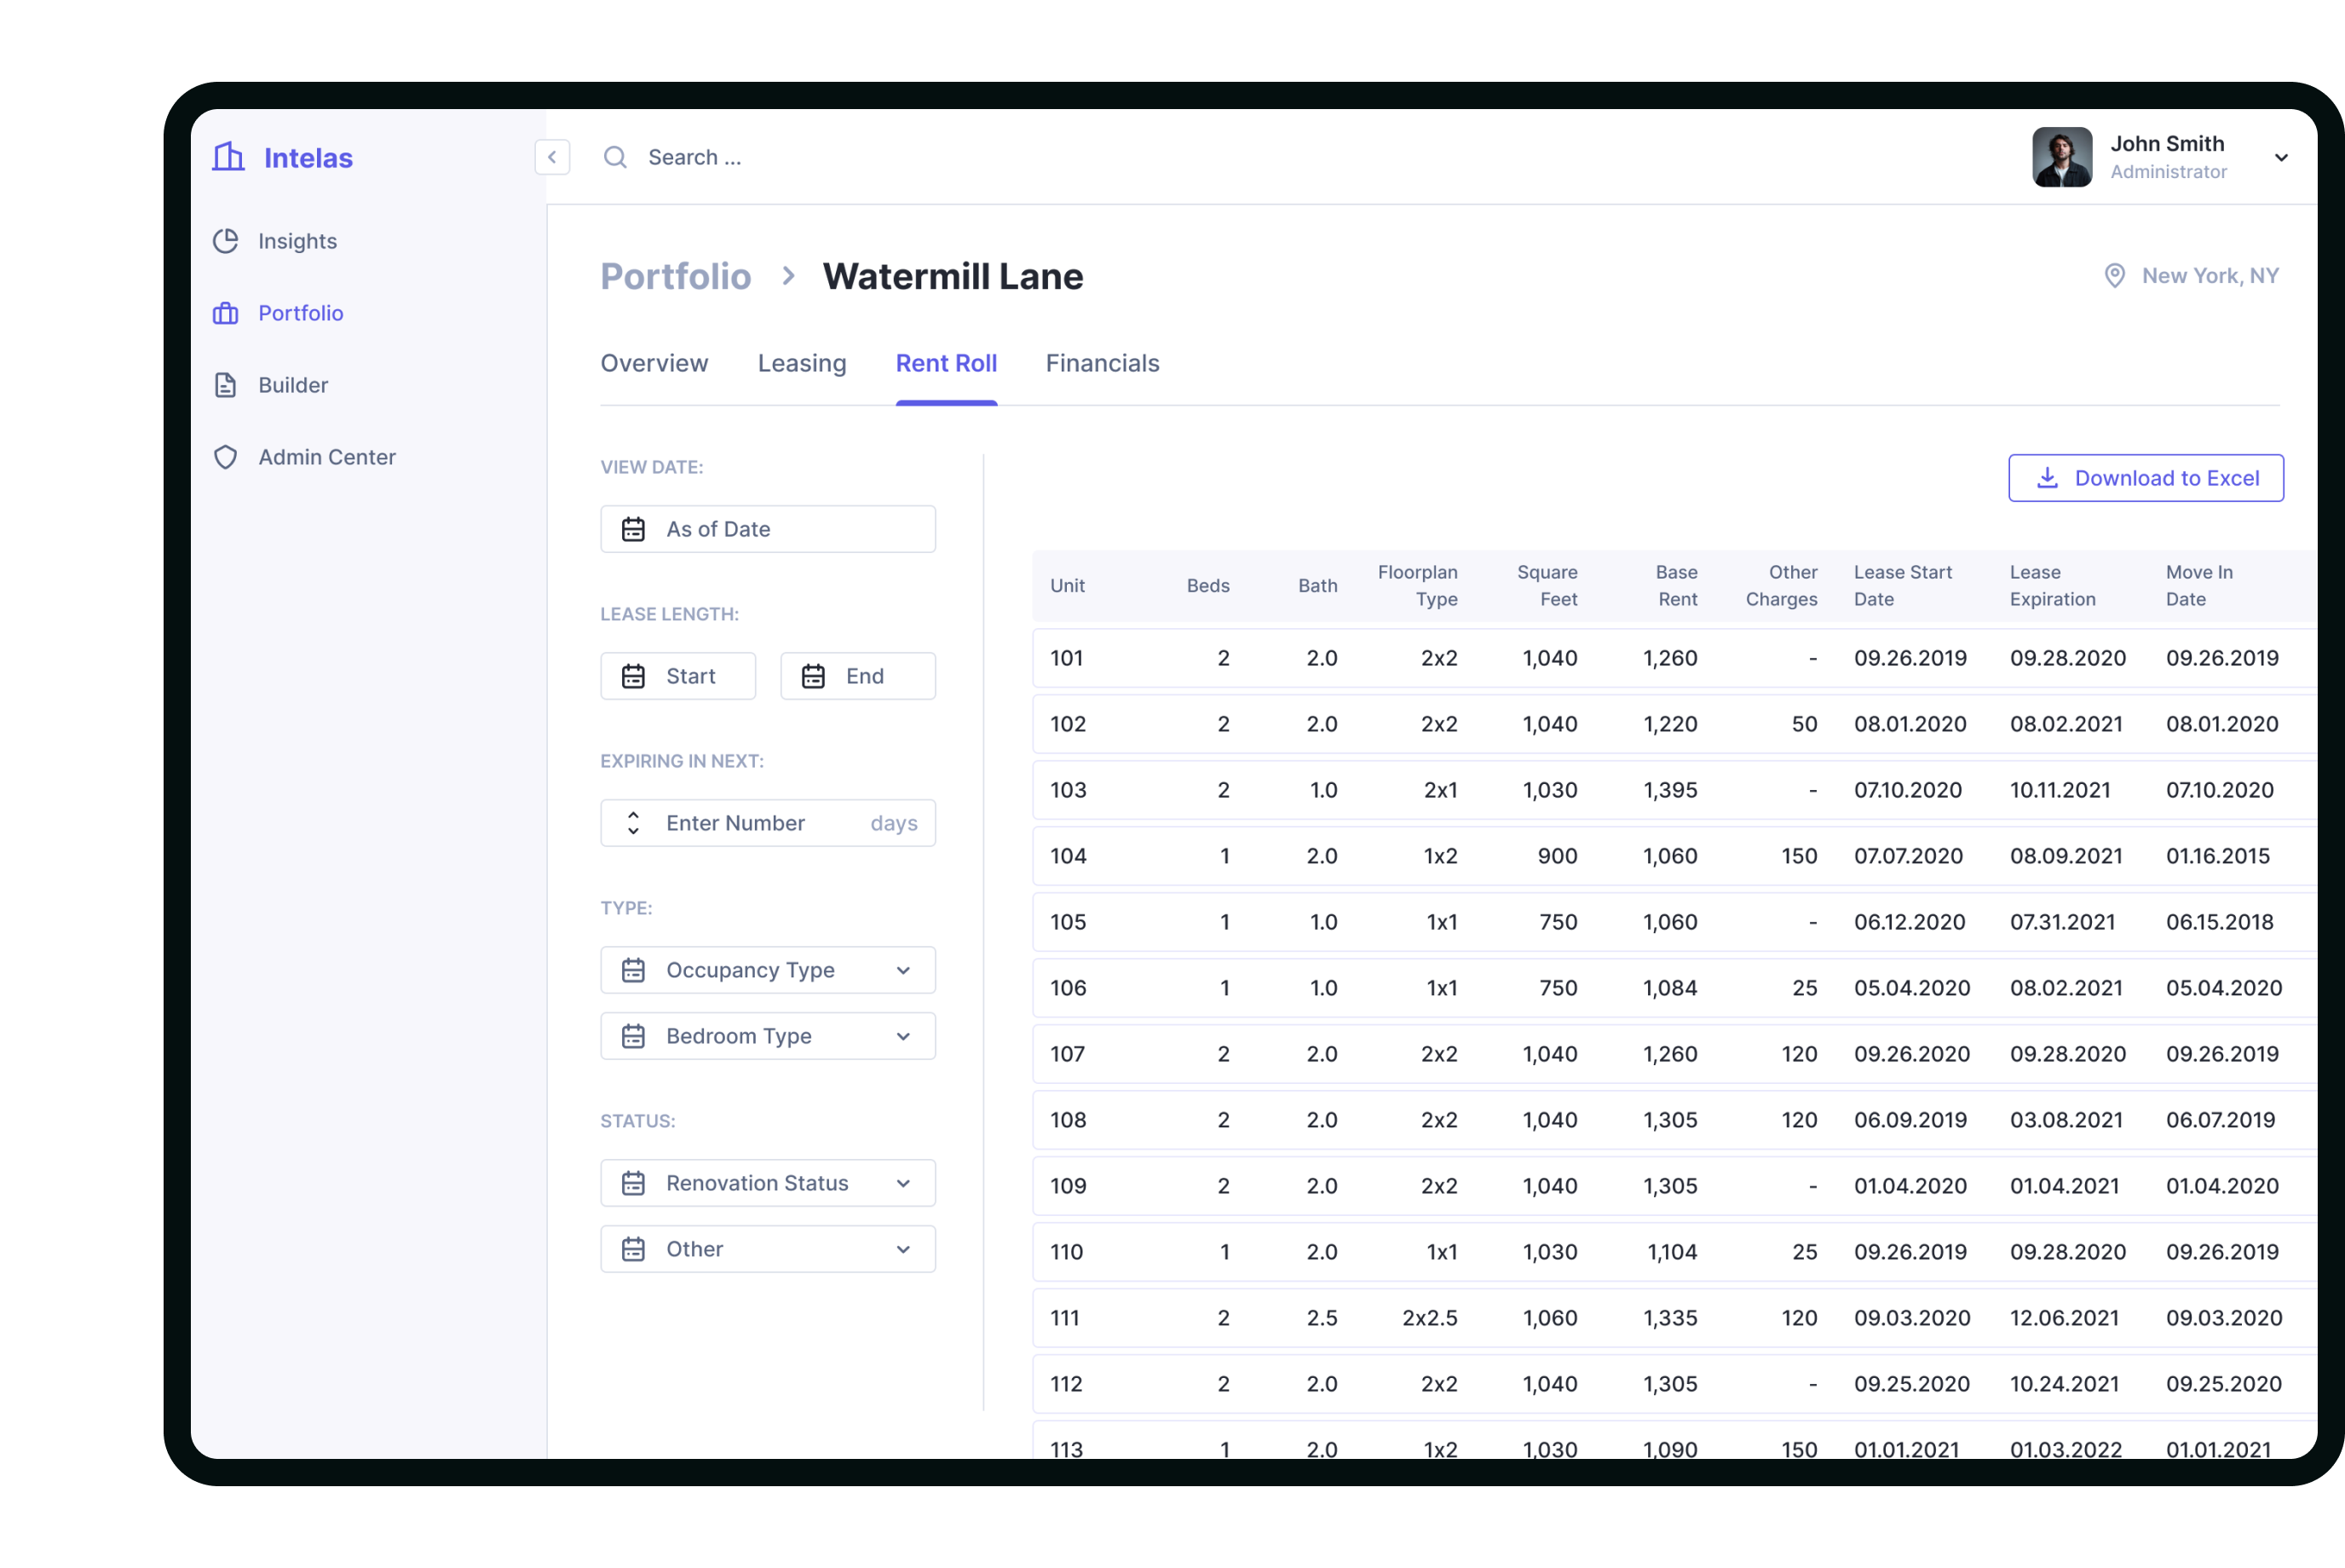 Intelas
Search ...
John Smith
Administrator
Insights
Portfolio
Builder
Admin Center
Portfolio > Watermill Lane
New York, NY
Overview Leasing Rent Roll Financials
VIEW DATE:
As of Date
LEASE LENGTH:
Start End
EXPIRING IN NEXT:
Enter Number days
TYPE:
Occupancy Type
Bedroom Type
STATUS:
Renovation Status
Other
Download to Excel
Unit Beds Bath Floorplan Type Square Feet Base Rent Other Charges Lease Start Date Lease Expiration Move In Date
101 2 2.0 2x2 1,040 1,260 - 09.26.2019 09.28.2020 09.26.2019
102 2 2.0 2x2 1,040 1,220 50 08.01.2020 08.02.2021 08.01.2020
103 2 1.0 2x1 1,030 1,395 - 07.10.2020 10.11.2021 07.10.2020
104 1 2.0 1x2 900 1,060 150 07.07.2020 08.09.2021 01.16.2015
105 1 1.0 1x1 750 1,060 - 06.12.2020 07.31.2021 06.15.2018
106 1 1.0 1x1 750 1,084 25 05.04.2020 08.02.2021 05.04.2020
107 2 2.0 2x2 1,040 1,260 120 09.26.2020 09.28.2020 09.26.2019
108 2 2.0 2x2 1,040 1,305 120 06.09.2019 03.08.2021 06.07.2019
109 2 2.0 2x2 1,040 1,305 - 01.04.2020 01.04.2021 01.04.2020
110 1 2.0 1x1 1,030 1,104 25 09.26.2019 09.28.2020 09.26.2019
111 2 2.5 2x2.5 1,060 1,335 120 09.03.2020 12.06.2021 09.03.2020
112 2 2.0 2x2 1,040 1,305 - 09.25.2020 10.24.2021 09.25.2020
113 1 2.0 1x2 1,030 1,090 150 01.01.2021 01.03.2022 01.01.2021